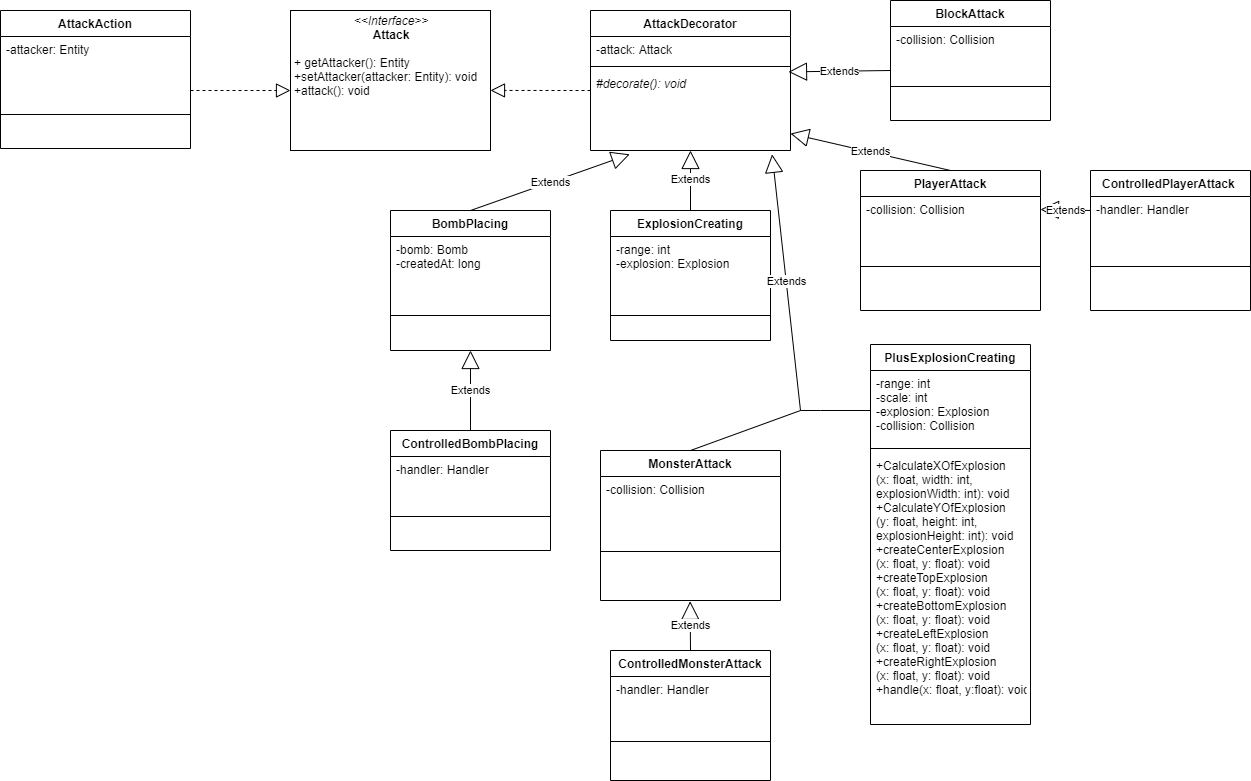 AttackAction
-attacker: Entity
<<Interface>>
Attack
+ getAttacker(): Entity
+setAttacker(attacker: Entity): void
+attack(): void
AttackDecorator
-attack: Attack
#decorate(): void
BlockAttack
-collision: Collision
Extends
Extends
PlayerAttack
-collision: Collision
Extends
ControlledPlayerAttack
-handler: Handler
Extends
Extends
Extends
BombPlacing
-bomb: Bomb
-createdAt: long
ExplosionCreating
-range: int
-explosion: Explosion
Extends
ControlledBombPlacing
-handler: Handler
MonsterAttack
-collision: Collision
Extends
ControlledMonsterAttack
-handler: Handler
PlusExplosionCreating
-range: int
-scale: int
-explosion: Explosion
-collision: Collision
+CalculateXOfExplosion
(x: float, width: int,
explosionWidth: int): void
+CalculateYOfExplosion
(y: float, height: int,
explosionHeight: int): void
+createCenterExplosion
(x: float, y: float): void
+createTopExplosion
(x: float, y: float): void
+createBottomExplosion
(x: float, y: float): void
+createLeftExplosion
(x: float, y: float): void
+createRightExplosion
(x: float, y: float): void
+handle(x: float, y:float): void